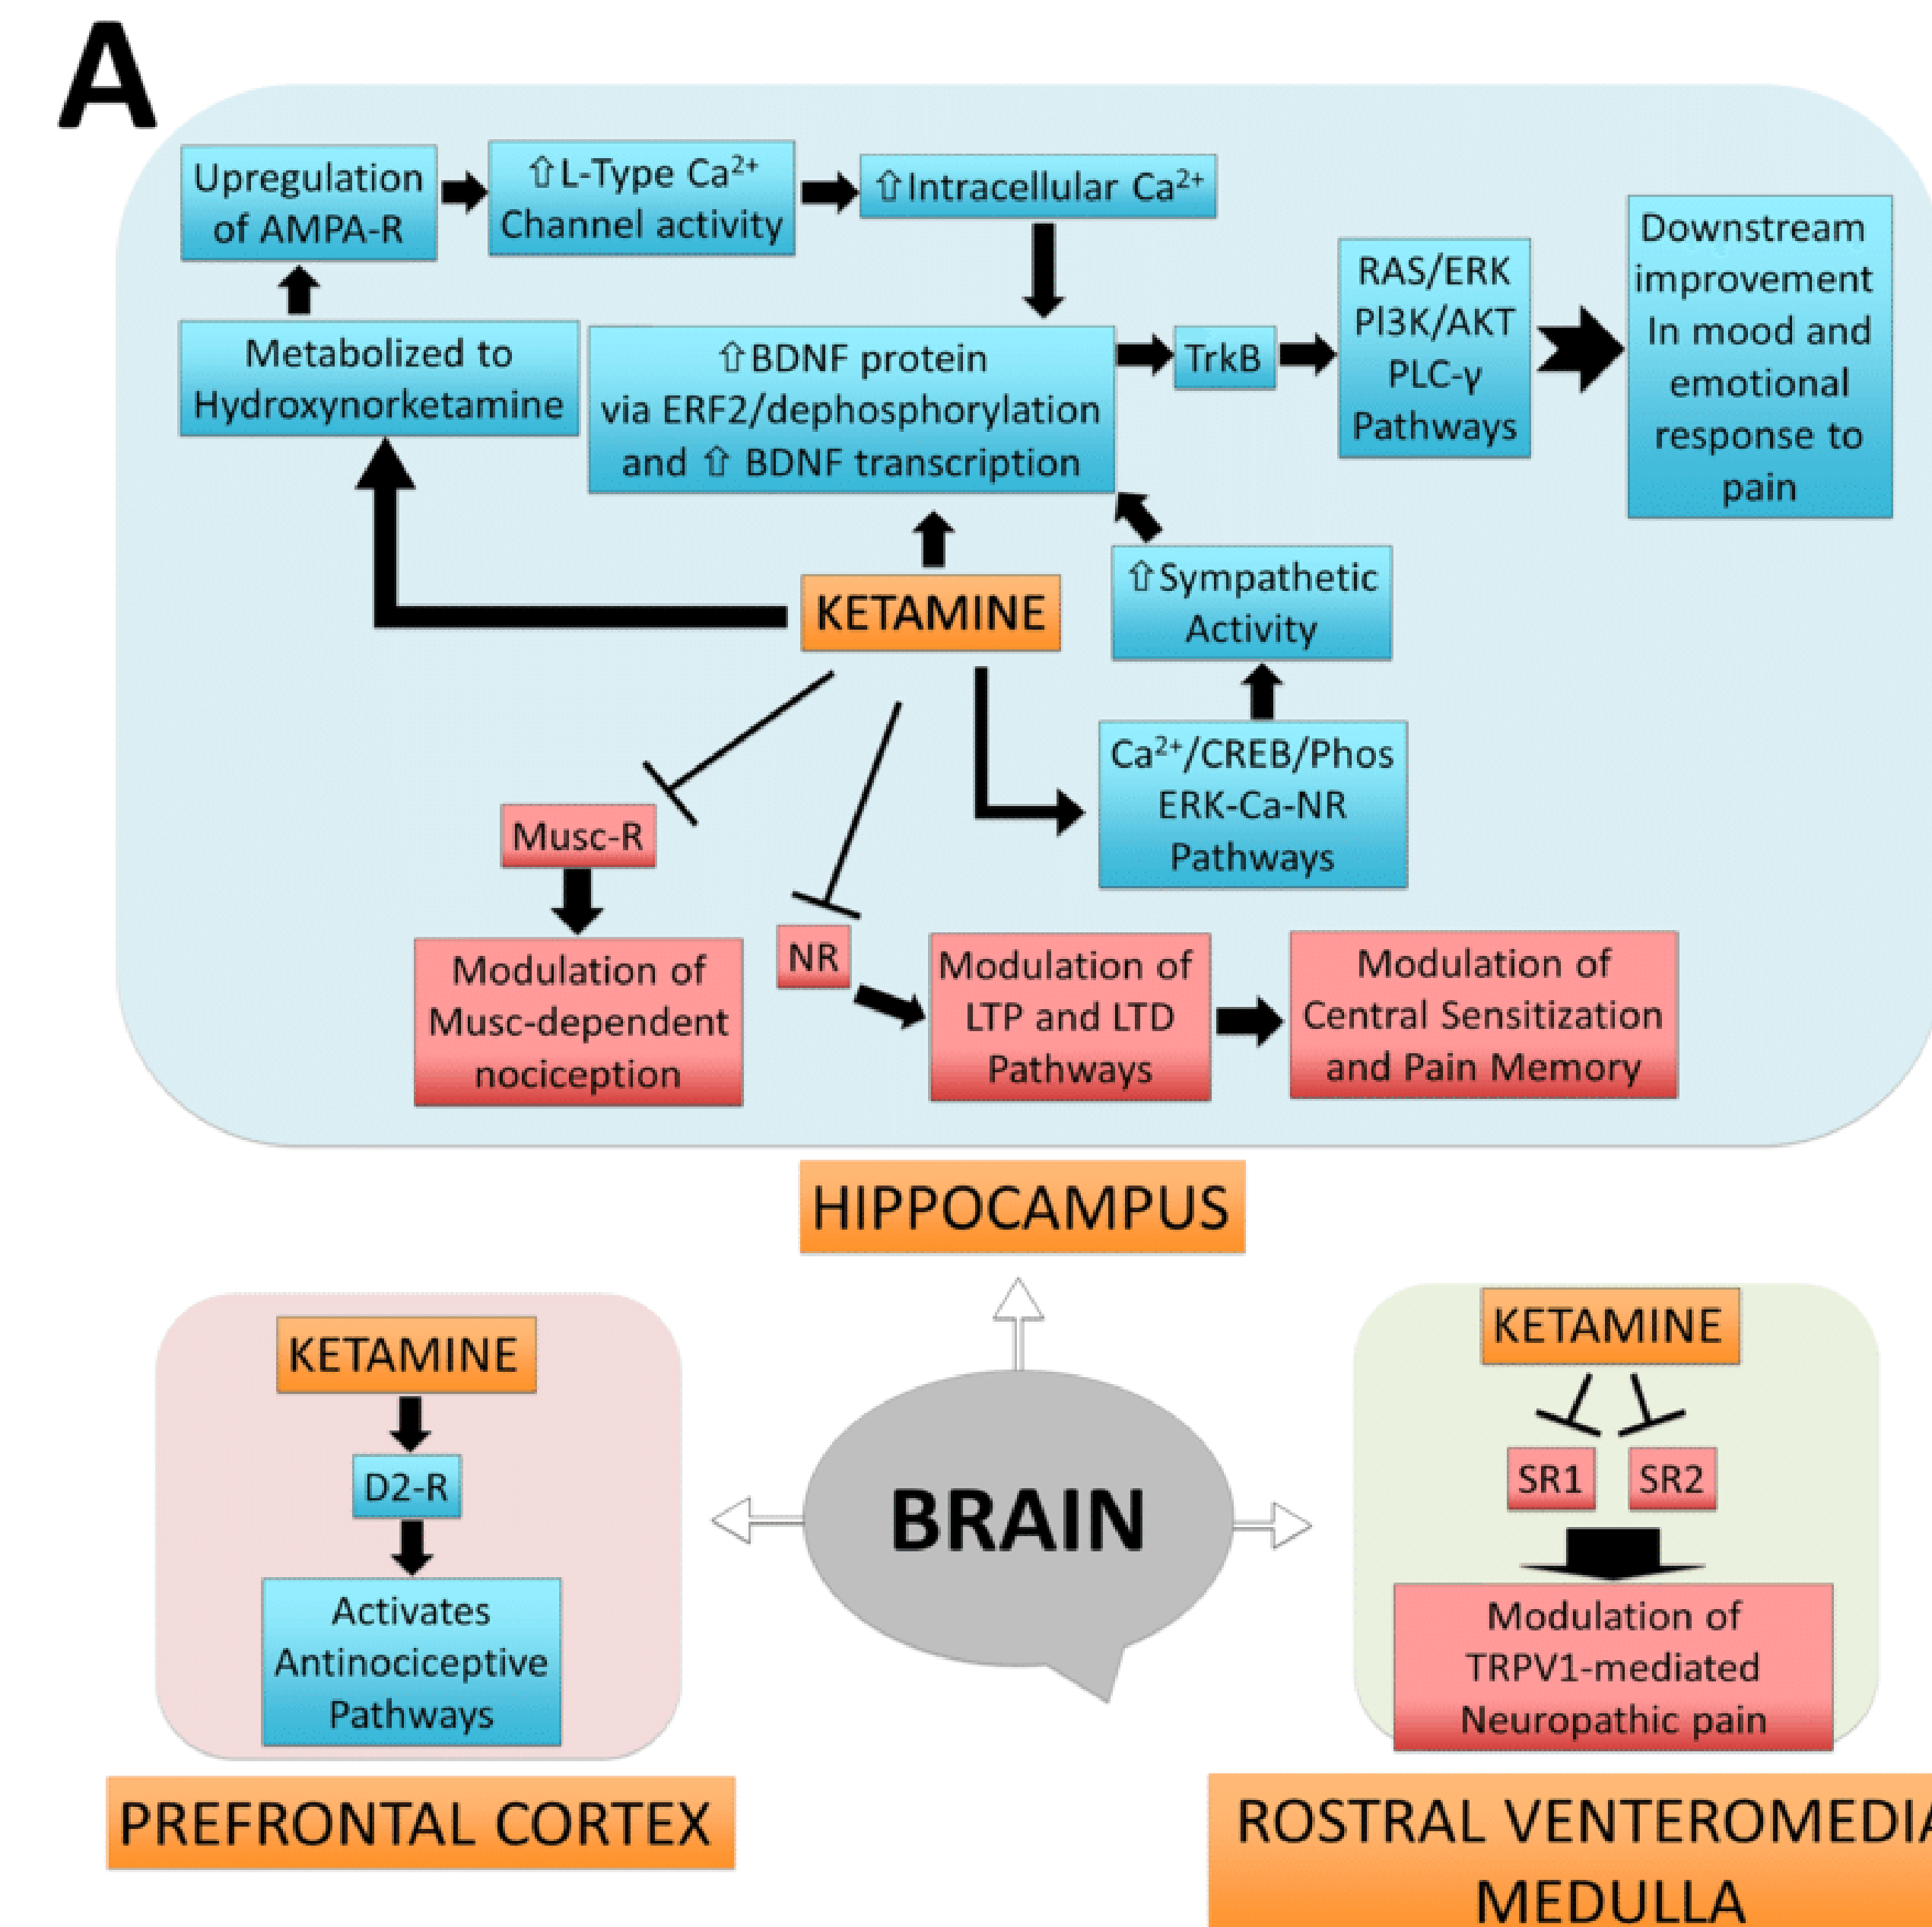 A
Upregulation
of AMPA-R
⇧L-Type Ca²⁺
Channel activity
⇧Intracellular Ca²⁺
Downstream
improvement
In mood and
emotional
response to
pain
RAS/ERK
PI3K/AKT
PLC-γ
Pathways
Metabolized to
Hydroxynorketamine
⇧BDNF protein
via ERF2/dephosphorylation
and ⇧ BDNF transcription
TrkB
KETAMINE
⇧Sympathetic
Activity
Ca²⁺/CREB/Phos
ERK-Ca-NR
Pathways
Musc-R
Modulation of
Musc-dependent
nociception
NR
Modulation of
LTP and LTD
Pathways
Modulation of
Central Sensitization
and Pain Memory
HIPPOCAMPUS
KETAMINE
D2-R
Activates
Antinociceptive
Pathways
PREFRONTAL CORTEX
BRAIN
KETAMINE
SR1
SR2
Modulation of
TRPV1-mediated
Neuropathic pain
ROSTRAL VENTEROMEDIA
MEDULLA